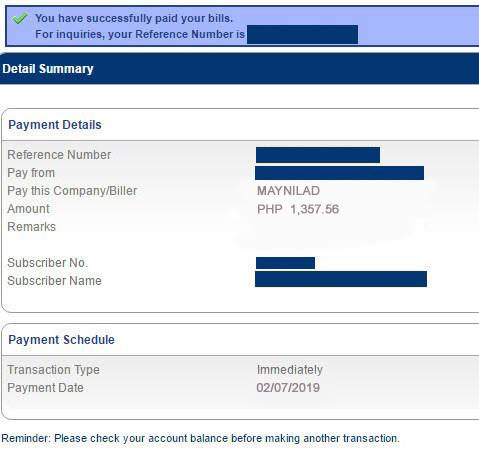 You have successfully paid your bills.
For inquiries, your Reference Number is
Detail Summary
Payment Details
Reference Number
Pay from
Pay this Company/Biller MAYNILAD
Amount PHP 1,357.56
Remarks
Subscriber No.
Subscriber Name
Payment Schedule
Transaction Type Immediately
Payment Date 02/07/2019
Reminder: Please check your account balance before making another transaction.